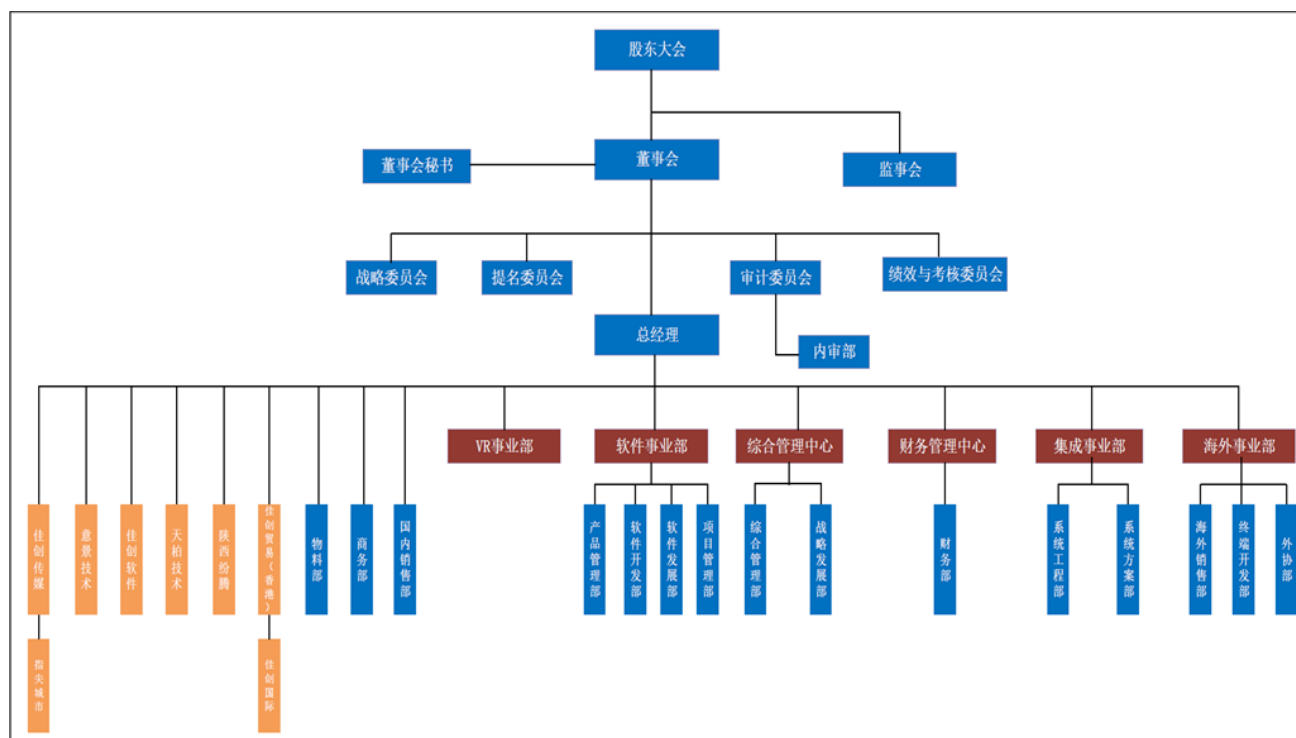 股东大会
董事会秘书
董事会
监事会
战略委员会
提名委员会
审计委员会
绩效与考核委员会
总经理
内审部
VR事业部
软件事业部
综合管理中心
财务管理中心
集成事业部
海外事业部
佳创传媒
意景技术
佳创软件
天柏技术
陕西纷腾
佳创贸易（香港）
物料部
商务部
国内销售部
产品管理部
软件开发部
软件发展部
项目管理部
综合管理部
战略发展部
财务部
系统工程部
系统方案部
海外销售部
终端开发部
外协部
指尖城市
佳创国际